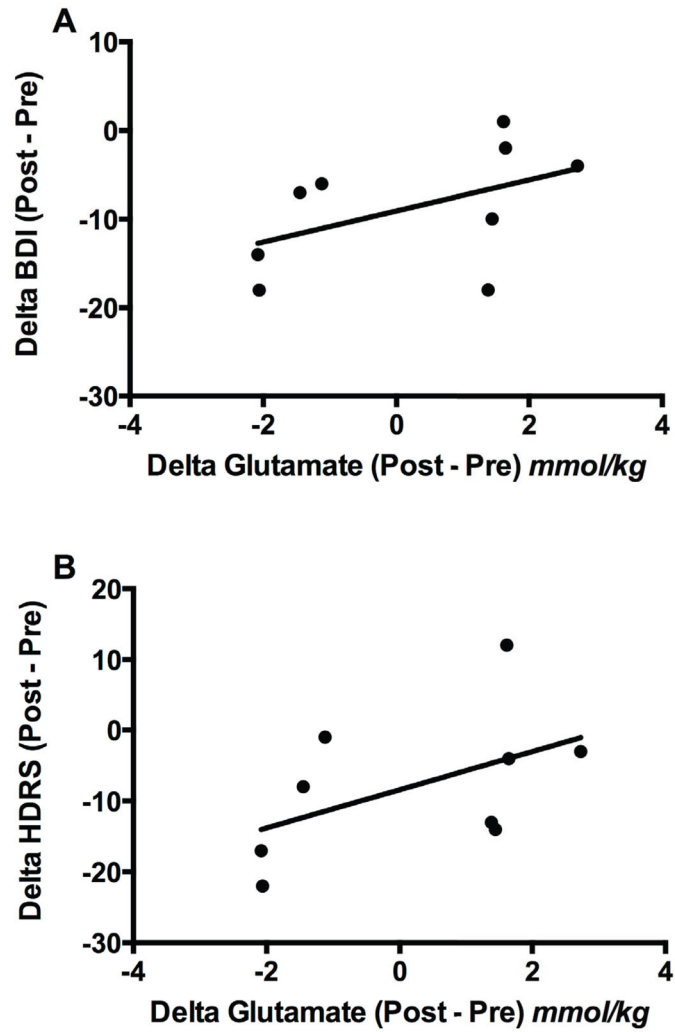 A
10
0
-10
-20
-30
-4 -2 0 2 4
Delta BDI (Post - Pre)
Delta Glutamate (Post - Pre) mmol/kg
B
20
10
0
-10
-20
-30
-4 -2 0 2 4
Delta HDRS (Post - Pre)
Delta Glutamate (Post - Pre) mmol/kg